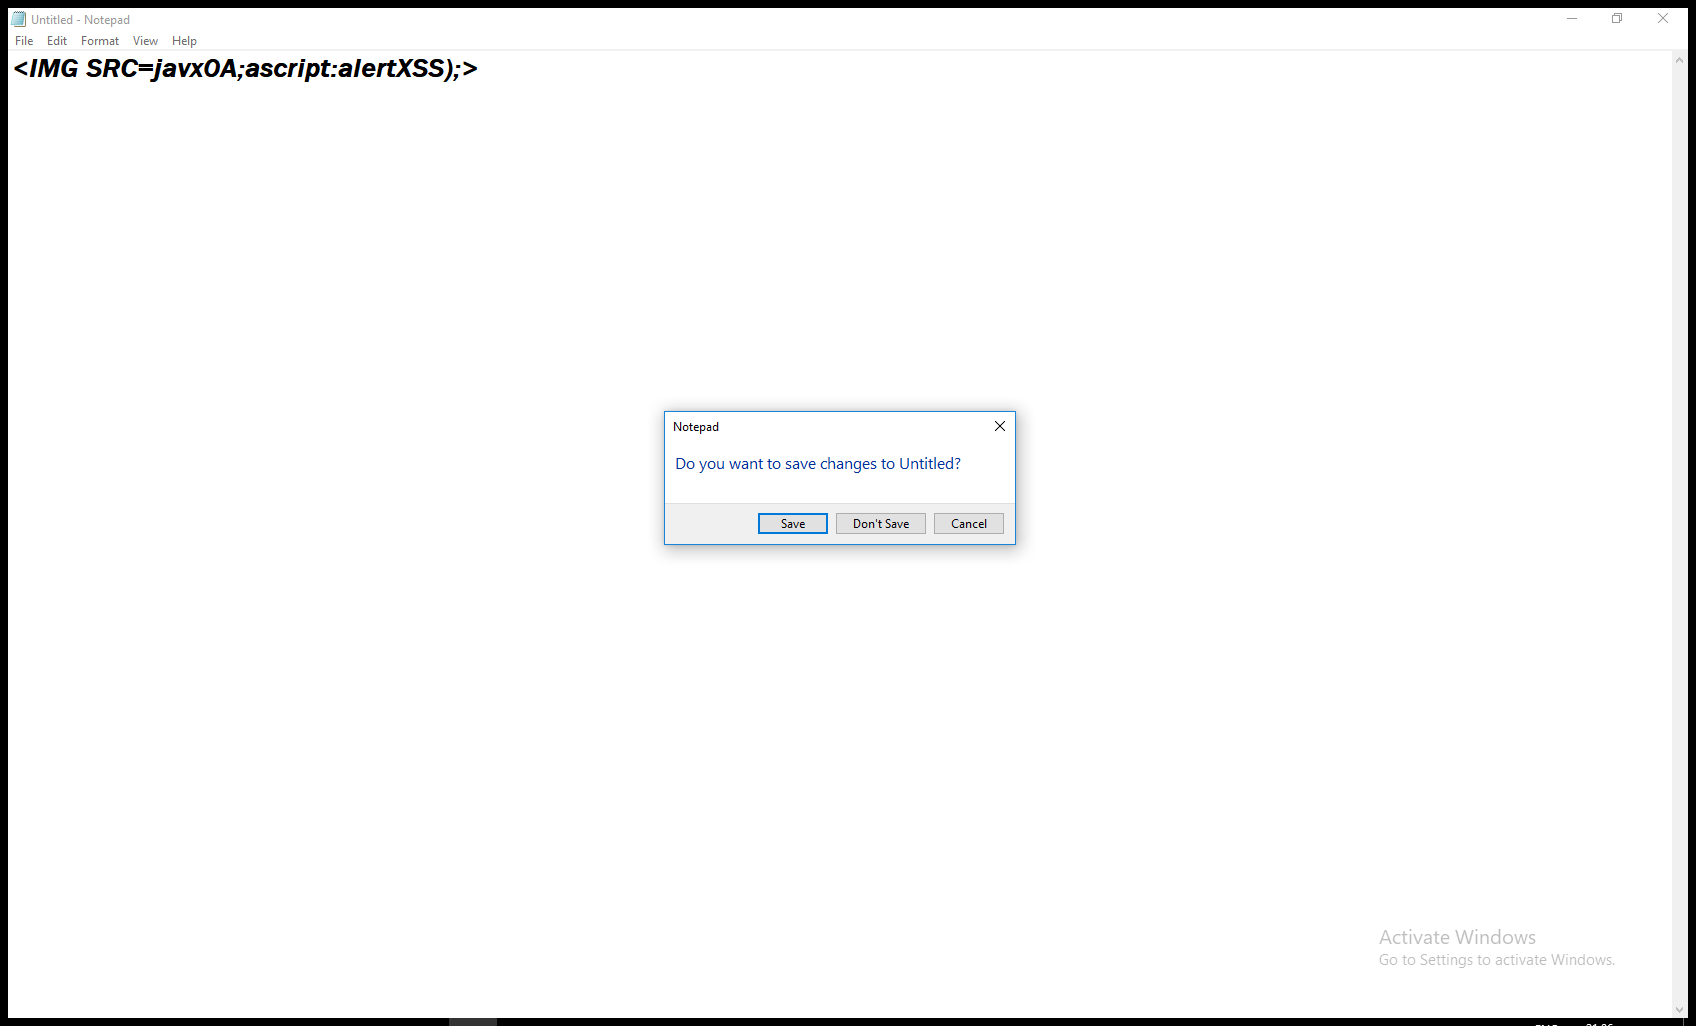 Untitled - Notepad
File Edit Format View Help
<IMG SRC=javx0A;ascript:alertXSS);>
Notepad
Do you want to save changes to Untitled?
Save Don't Save Cancel
Activate Windows
Go to Settings to activate Windows.